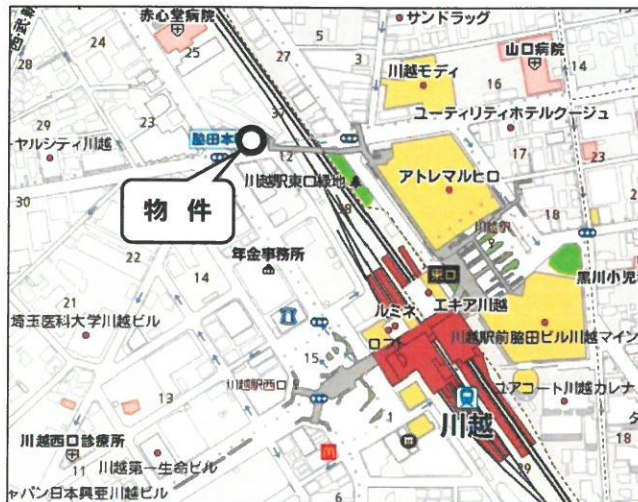 赤心堂病院
サンドラッグ
24
25
27
5
3
川越モディ
山口病院
14
16
28
23
ユーティリティホテルクージュ
29
ヤルシティ川越
脇田本
37
12
17
23
川越駅東口緑地
アトレマルヒロ
30
物件
38
川越駅
18
18
22
14
年金事務所
東口
黒川小児
21
エキア川越
ルミネ
埼玉医科大学川越ビル
ロフト
川越駅前脇田ビル川越マイン
15
川越駅西口
9
ユアコート川越カレナ
13
1
川越
タ
川越西口診療所
18
11
川越第一生命ビル
39
ャパン日本興亜川越ビル
6